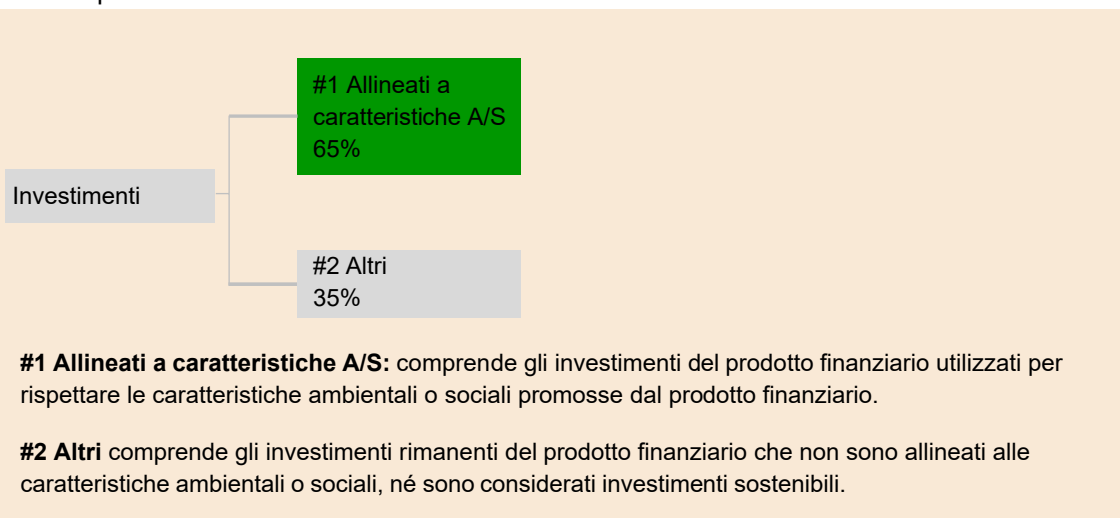 #1 Allineati a
caratteristiche A/S
65%
Investimenti
#2 Altri
35%
#1 Allineati a caratteristiche A/S: comprende gli investimenti del prodotto finanziario utilizzati per
rispettare le caratteristiche ambientali o sociali promosse dal prodotto finanziario.
#2 Altri comprende gli investimenti rimanenti del prodotto finanziario che non sono allineati alle
caratteristiche ambientali o sociali, né sono considerati investimenti sostenibili.